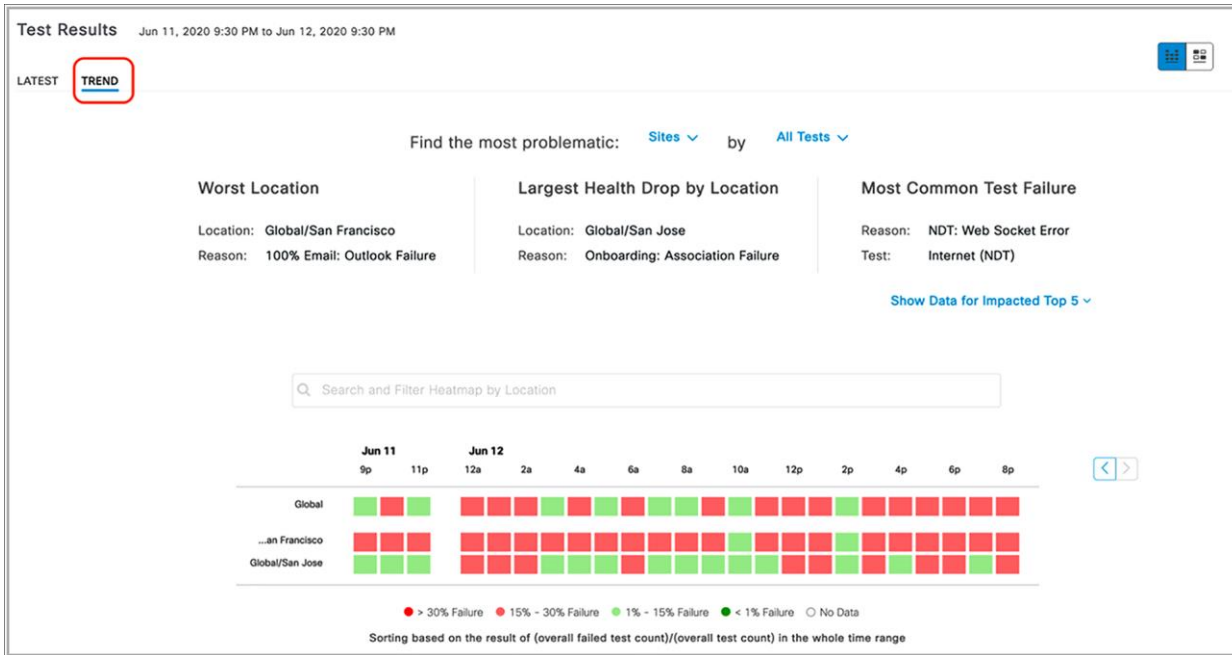 Test Results Jun 11, 2020 9:30 PM to Jun 12, 2020 9:30 PM
LATEST TREND
Find the most problematic: Sites by All Tests
Worst Location
Location: Global/San Francisco
Reason: 100% Email: Outlook Failure
Largest Health Drop by Location
Location: Global/San Jose
Reason: Onboarding: Association Failure
Most Common Test Failure
Reason: NDT: Web Socket Error
Test: Internet (NDT)
Show Data for Impacted Top 5
Search and Filter Heatmap by Location
Jun 11 Jun 12
9p 11p 12a 2a 4a 6a 8a 10a 12p 2p 4p 6p 8p
Global
...an Francisco
Global/San Jose
> 30% Failure 15% - 30% Failure 1% - 15% Failure < 1% Failure No Data
Sorting based on the result of (overall failed test count)/(overall test count) in the whole time range